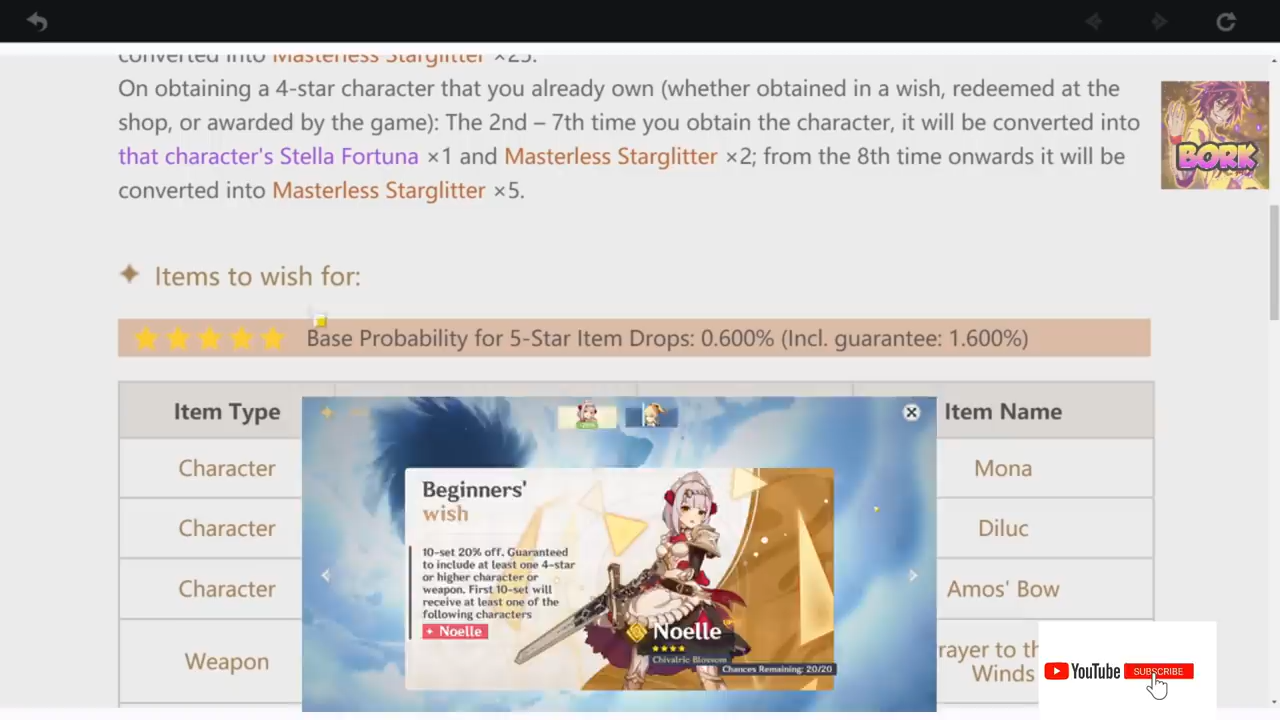 converted into Masterless Starglitter ×25.
On obtaining a 4-star character that you already own (whether obtained in a wish, redeemed at the
shop, or awarded by the game): The 2nd – 7th time you obtain the character, it will be converted into
that character's Stella Fortuna ×1 and Masterless Starglitter ×2; from the 8th time onwards it will be
converted into Masterless Starglitter ×5.
BORK
Items to wish for:
Base Probability for 5-Star Item Drops: 0.600% (Incl. guarantee: 1.600%)
Item Type
Item Name
Character
Mona
Character
Diluc
Character
Amos' Bow
Weapon
Winds
Beginners'
wish
10-set 20% off. Guaranteed
to include at least one 4-star
or higher character or
weapon. First 10-set will
receive at least one of the
following characters
Noelle
Noelle
Chivalric Blossom
Chances Remaining: 20/20
YouTube
SUBSCRIBE